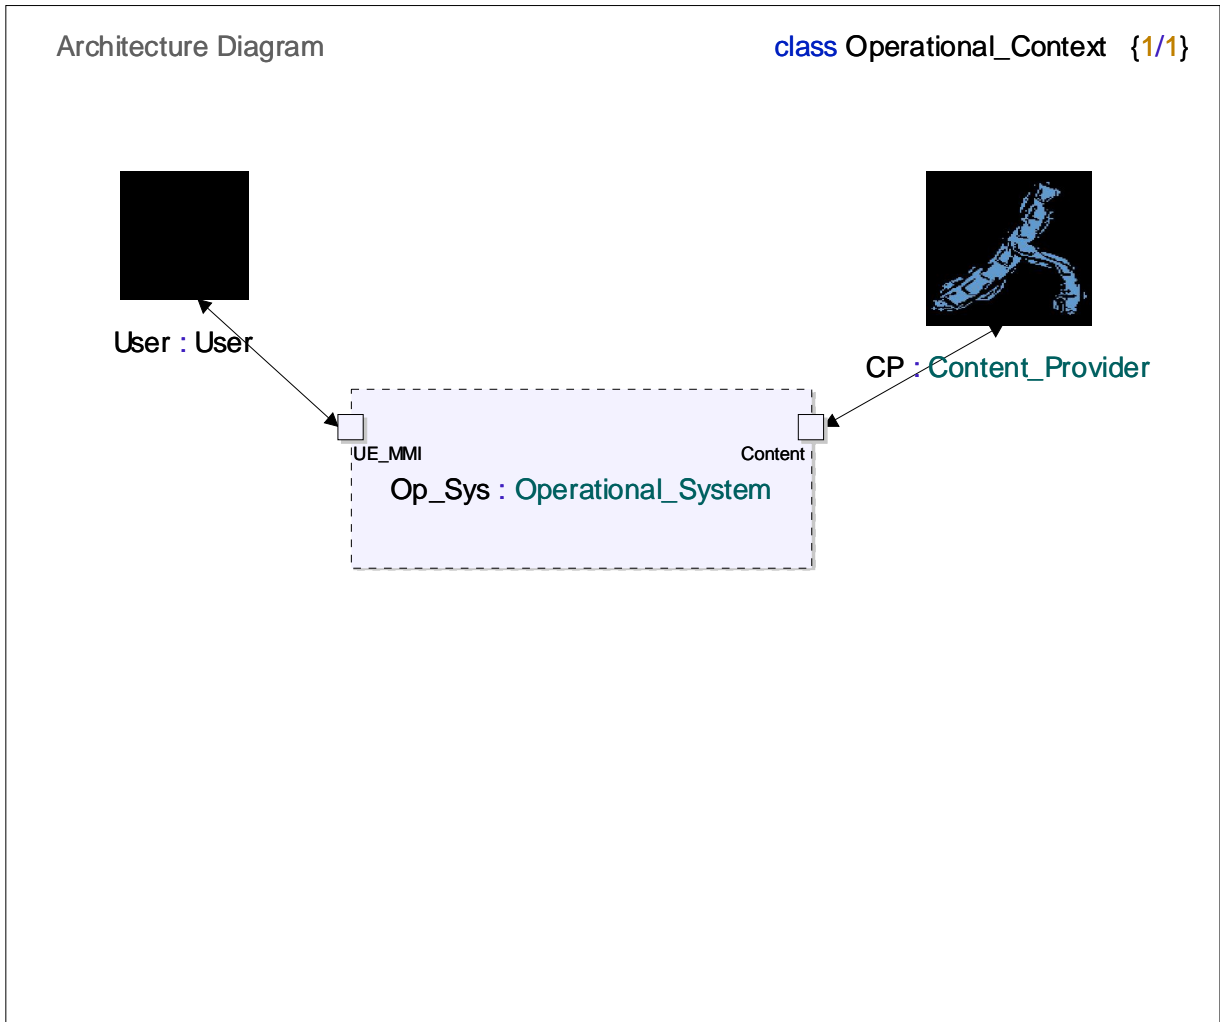 Architecture Diagram
class Operational_Context {1/1}
User : User
CP : Content_Provider
UE_MMI
Content
Op_Sys : Operational_System